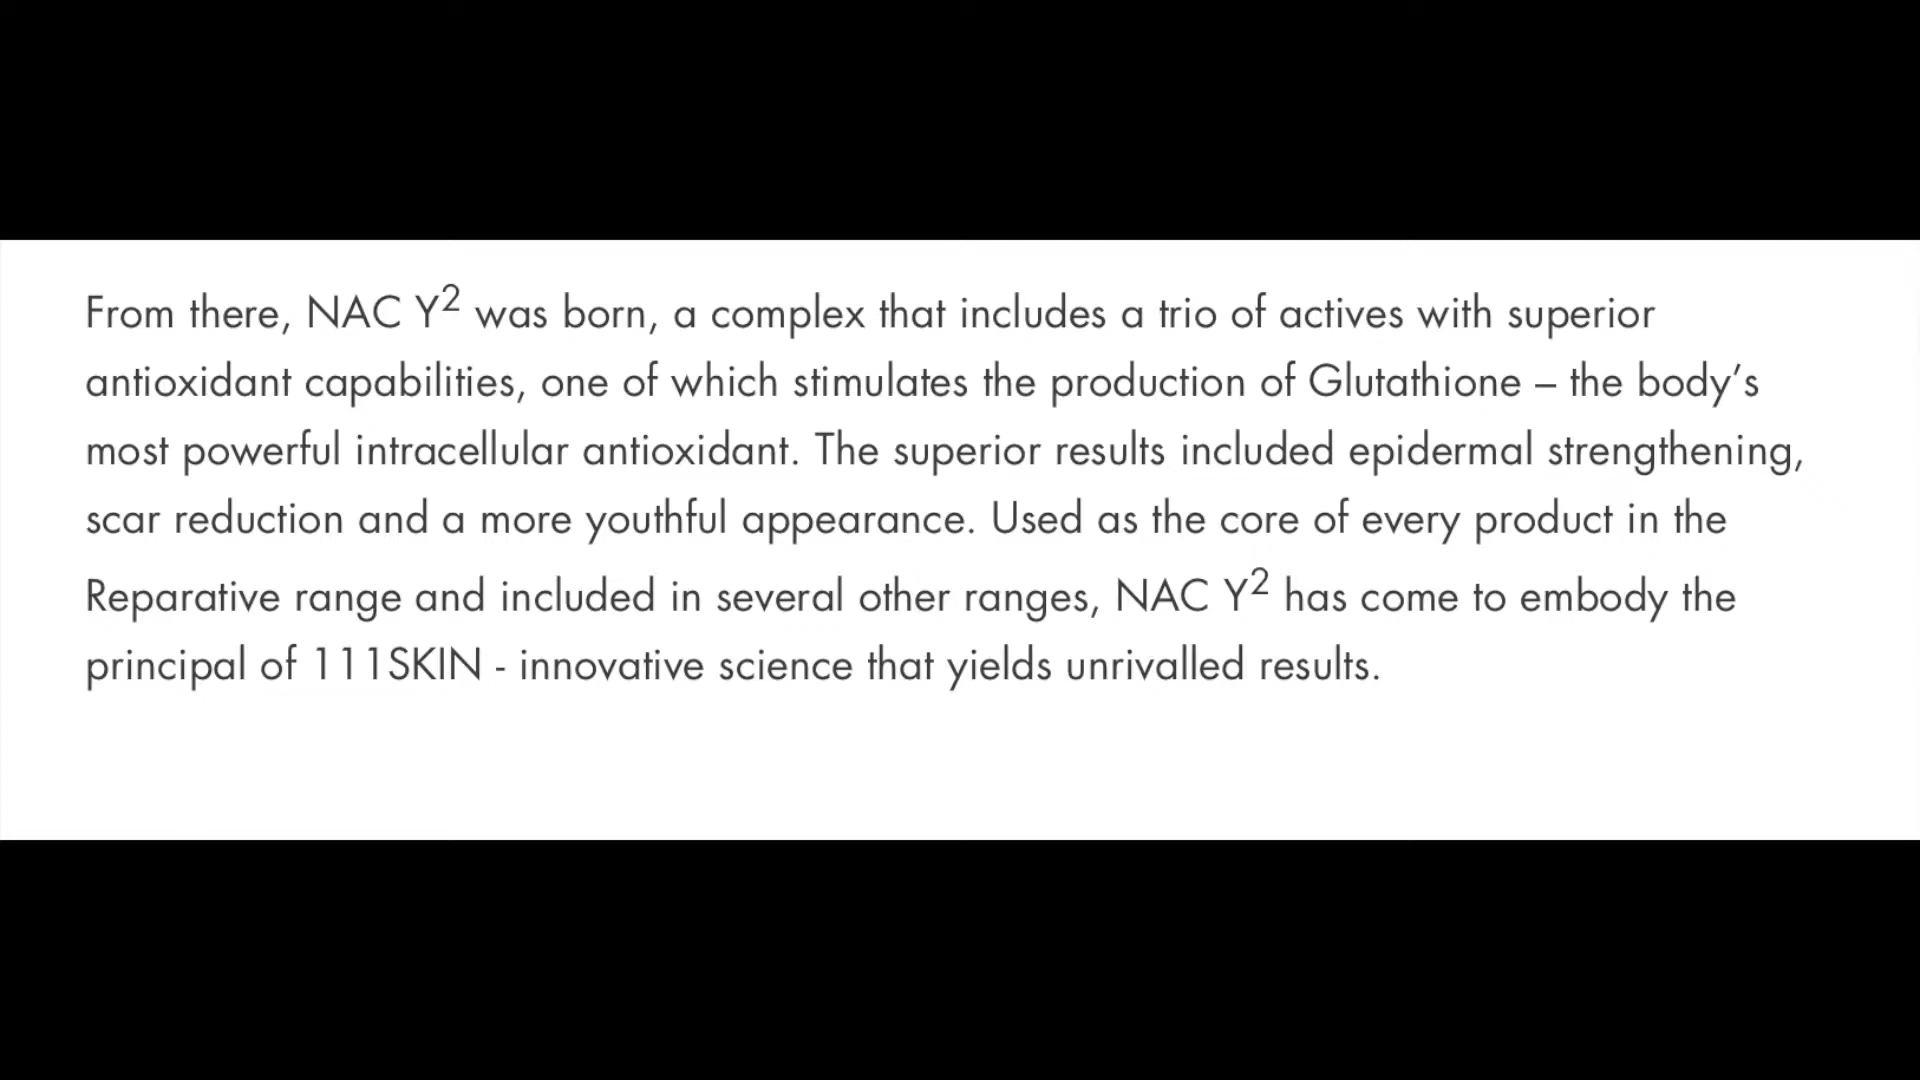 From there, NAC Y² was born, a complex that includes a trio of actives with superior
antioxidant capabilities, one of which stimulates the production of Glutathione – the body’s
most powerful intracellular antioxidant. The superior results included epidermal strengthening,
scar reduction and a more youthful appearance. Used as the core of every product in the
Reparative range and included in several other ranges, NAC Y² has come to embody the
principal of 111SKIN - innovative science that yields unrivalled results.